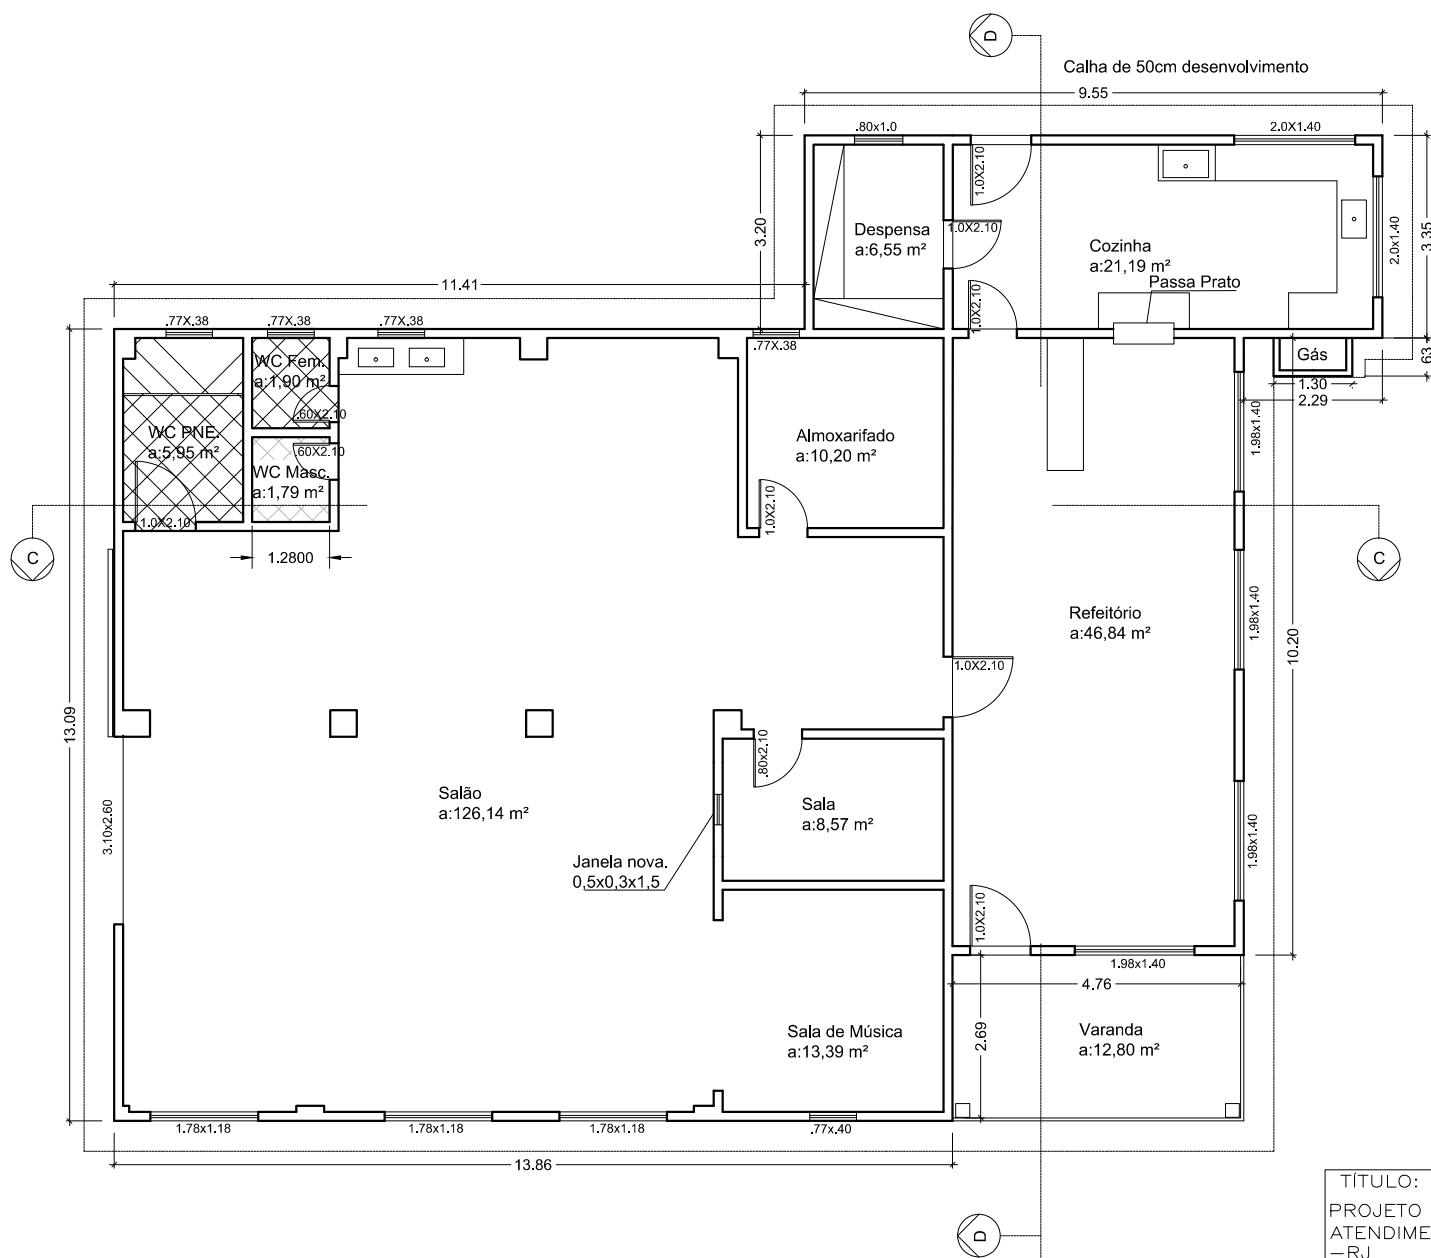 D
Calha de 50cm desenvolvimento
9.55
.80x1.0
2.0X1.40
1.0X2.10
3.20
Despensa
a:6,55 m²
1.0X2.10
Cozinha
a:21,19 m²
Passa Prato
2.0x1.40
3.35
11.41
1.0X2.10
.77X.38
.77X.38
.77X.38
.77X.38
WC Fem.
a:1,90 m²
Gás
63
1.30
2.29
.60X2.10
WC PNE.
a:5,95 m²
.60X2.10
WC Masc.
a:1,79 m²
Almoxarifado
a:10,20 m²
1.98x1.40
1.0X2.10
1.0X2.10
C
1.2800
C
Refeitório
a:46,84 m²
1.98x1.40
10.20
1.0X2.10
13.09
.80x2.10
Salão
a:126,14 m²
Sala
a:8,57 m²
3.10x2.60
1.98x1.40
Janela nova.
0,5x0,3x1,5
1.0X2.10
1.98x1.40
4.76
2.69
Sala de Música
a:13,39 m²
Varanda
a:12,80 m²
1.78x1.18
1.78x1.18
1.78x1.18
.77x.40
13.86
D
TÍTULO:
PROJETO
ATENDIME
-RJ